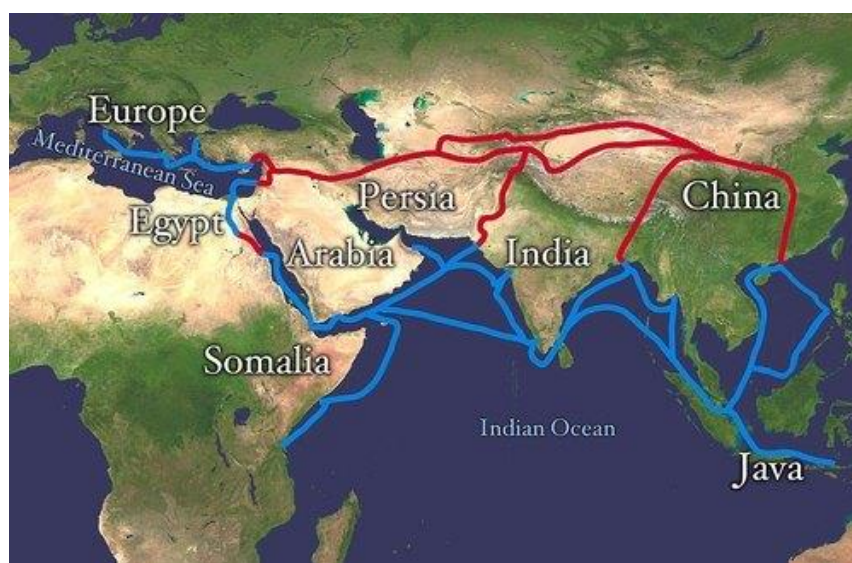 Europe
Mediterranean Sea
Egypt
Persia
China
Arabia
India
Somalia
Indian Ocean
Java